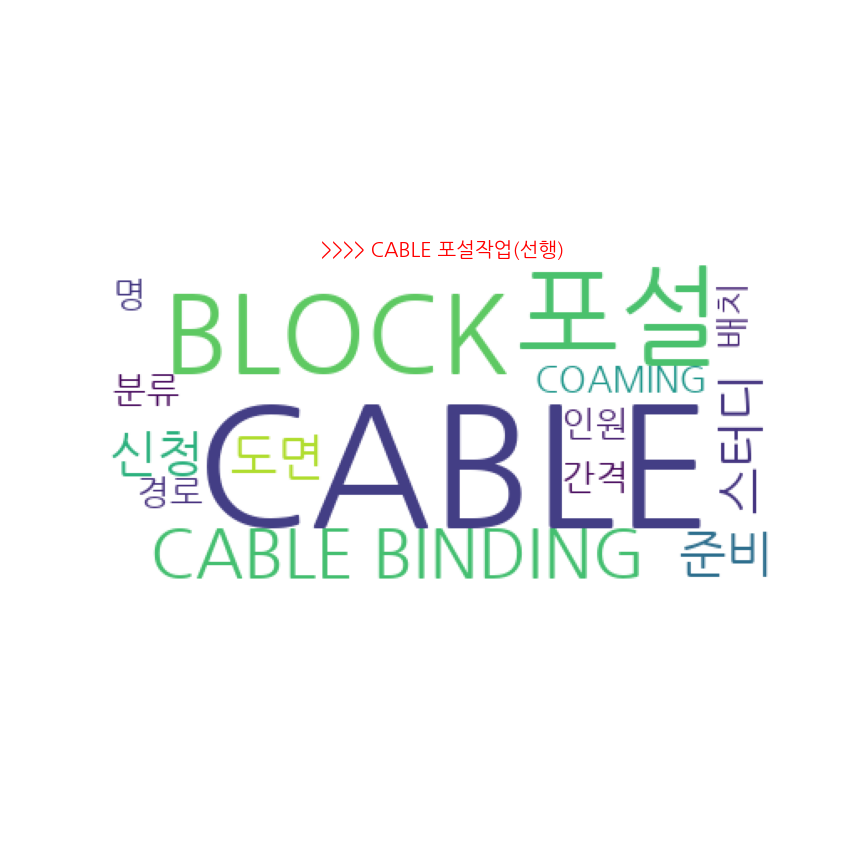 >>>> CABLE 포설작업(선행)
명
BLOCK
포설
배치
COAMING
분류
CABLE
인원
스터디
신청
도면
간격
경로
CABLE BINDING
준비